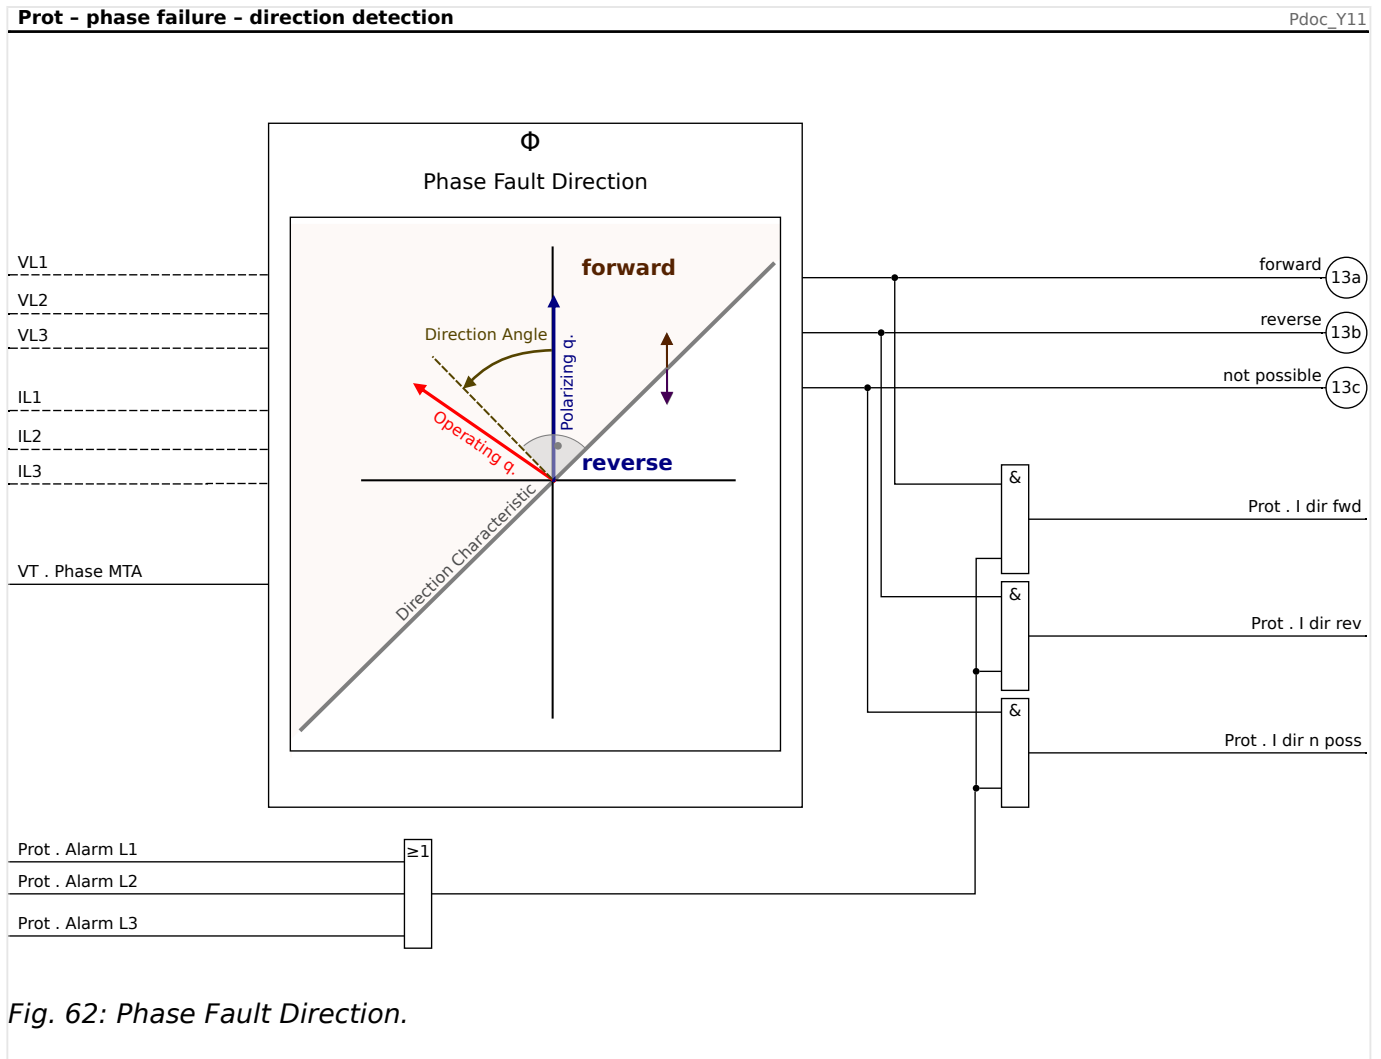 Prot – phase failure – direction detection
Pdoc_Y11
Φ
Phase Fault Direction
VL1
VL2
VL3
IL1
IL2
IL3
VT . Phase MTA
forward
Direction Angle
Polarizing q.
Operating q.
reverse
Direction Characteristic
forward
13a
reverse
13b
not possible
13c
&
Prot . I dir fwd
&
Prot . I dir rev
&
Prot . I dir n poss
Prot . Alarm L1
≥1
Prot . Alarm L2
Prot . Alarm L3
Fig. 62: Phase Fault Direction.